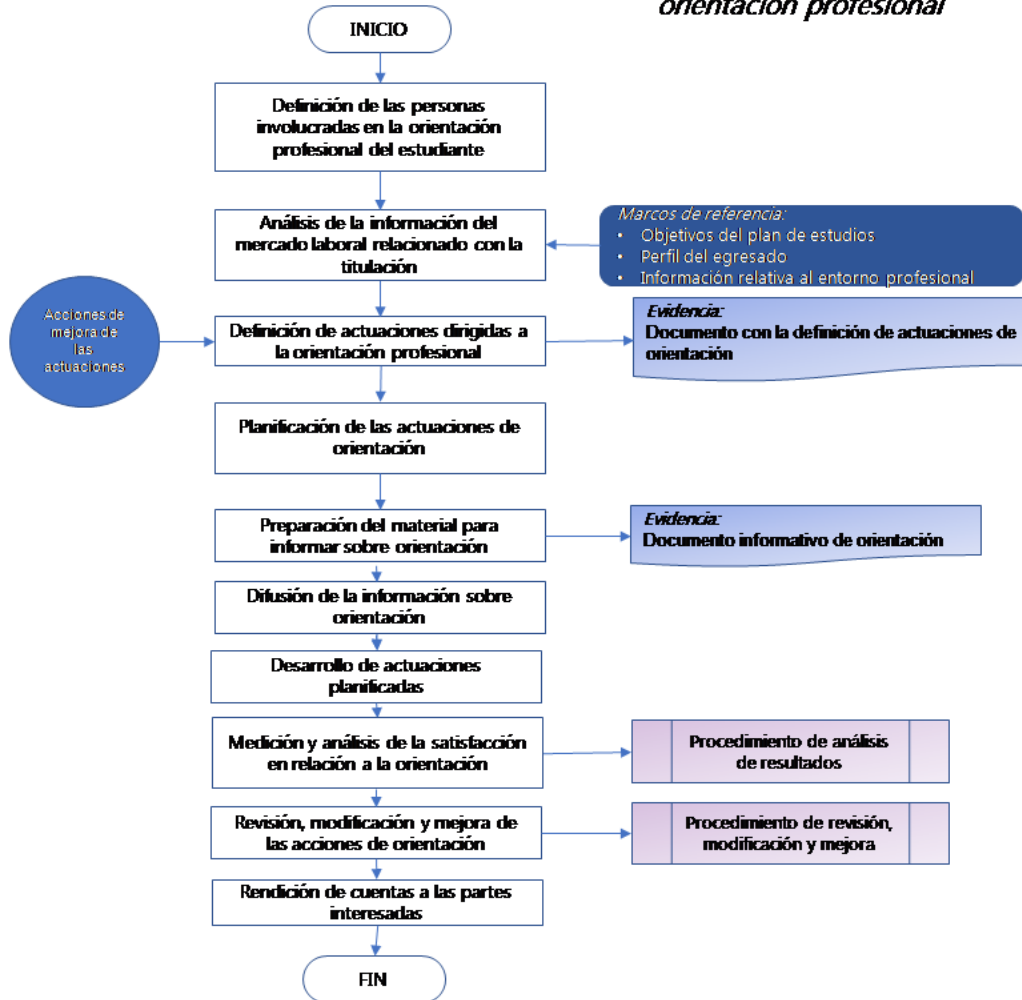 orientación profesional
INICIO
Definición de las personas
involucradas en la orientación
profesional del estudiante
Análisis de la información del
mercado laboral relacionado con la
titulación
Marcos de referencia:
• Objetivos del plan de estudios
• Perfil del egresado
• Información relativa al entorno profesional
Acciones de
mejora de
las
actuaciones
Definición de actuaciones dirigidas a
la orientación profesional
Evidencia:
Documento con la definición de actuaciones de
orientación
Planificación de las actuaciones de
orientación
Preparación del material para
informar sobre orientación
Evidencia:
Documento informativo de orientación
Difusión de la información sobre
orientación
Desarrollo de actuaciones
planificadas
Medición y análisis de la satisfacción
en relación a la orientación
Procedimiento de análisis
de resultados
Revisión, modificación y mejora de
las acciones de orientación
Procedimiento de revisión,
modificación y mejora
Rendición de cuentas a las partes
interesadas
FIN